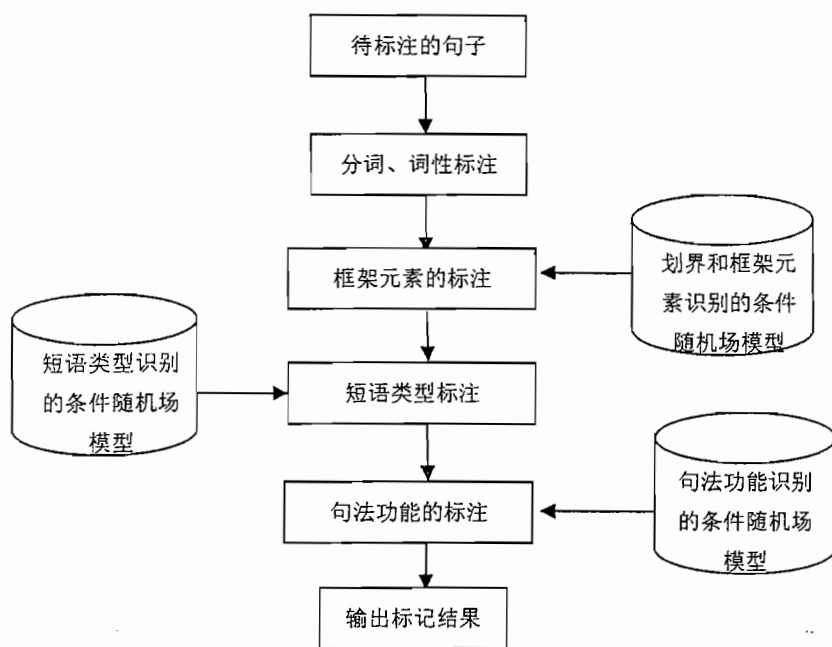 待标注的句子
分词、词性标注
框架元素的标注
划界和框架元
素识别的条件
随机场模型
短语类型识别
的条件随机场
模型
短语类型标注
句法功能的标注
句法功能识别
的条件随机场
模型
输出标记结果